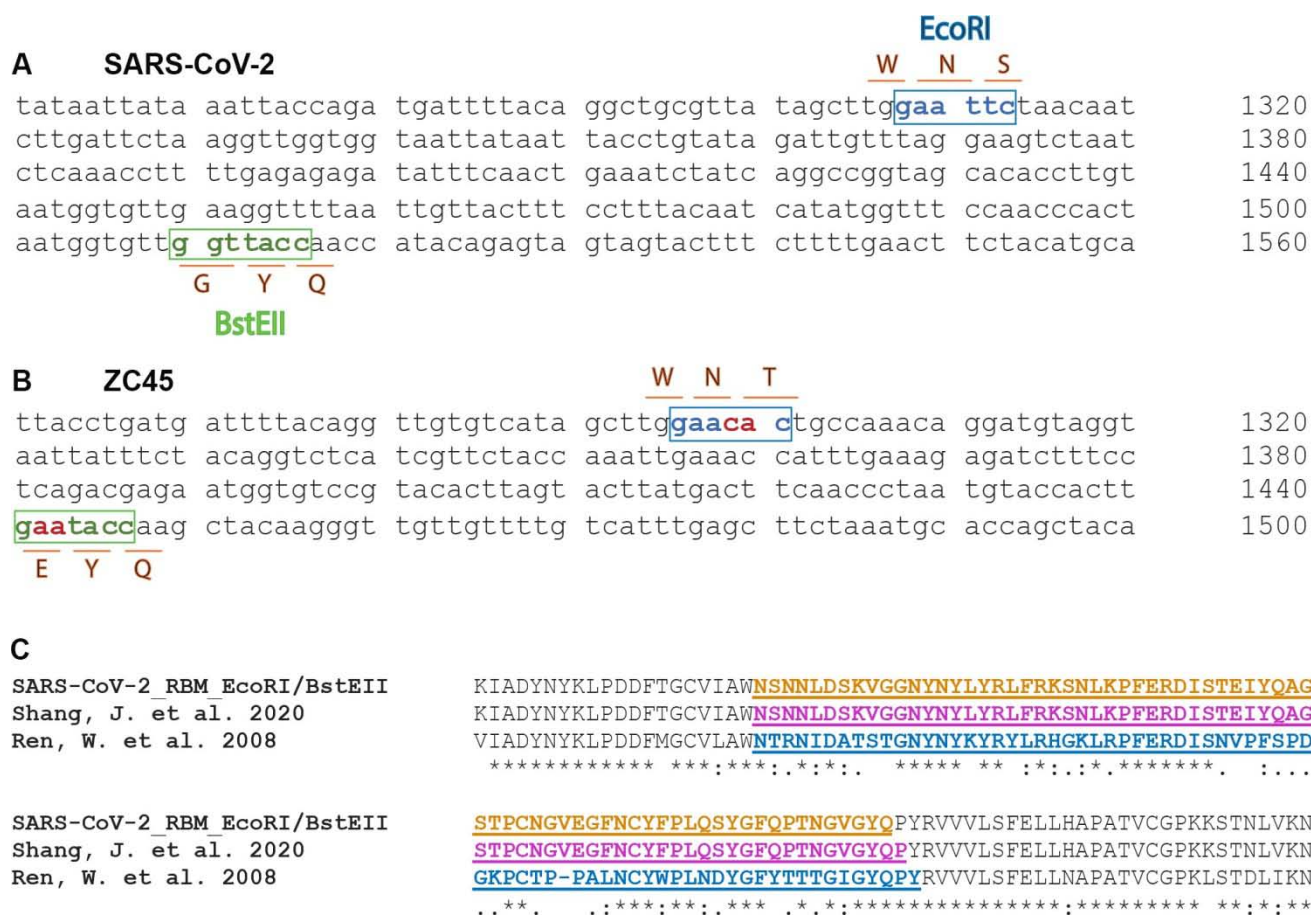 EcoRI
A SARS-CoV-2 W N S
tataattata aattaccaga tgattttaca ggctgcgtta tagcttggaa ttctaacaat 1320
cttgattcta aggttggtgg taattataat tacctgtata gattgtttag gaagtctaat 1380
ctcaaacctt ttgagagaga tatttcaact gaaatctatc aggccggtag cacaccttgt 1440
aatggtgttg aaggttttaa ttgttacttt cctttacaat catatggttt ccaacccact 1500
aatggtgttg gttaccaacc atacagagta gtagtacttt cttttgaact tctacatgca 1560
G Y Q
BstEII
B ZC45 W N T
ttacctgatg attttacagg ttgtgtcata gcttggaaca ctgccaaaca ggatgtaggt 1320
aattatttct acaggtctca tcgttctacc aaattgaaac catttgaaag agatctttcc 1380
tcagacgaga atggtgtccg tacacttagt acttatgact tcaaccctaa tgtaccactt 1440
gaataccaag ctacaagggt tgttgttttg tcatttgagc ttctaaatgc accagctaca 1500
E Y Q
C
SARS-CoV-2_RBM_EcoRI/BstEII KIADYNYKLPDDFTGCVIAWNSNNLDSKVGGNYNYLYRLFRKSNLKPFERDISTEIYQAG
Shang, J. et al. 2020 KIADYNYKLPDDFTGCVIAWNSNNLDSKVGGNYNYLYRLFRKSNLKPFERDISTEIYQAG
Ren, W. et al. 2008 VIADYNYKLPDDFMGCVLAWNTRNIDATSTGNYNYKYRYLRHGKLRPFERDISNVPFSPD
************ ***:***:.:*:. ***** ** :*:.:*******. :...
SARS-CoV-2_RBM_EcoRI/BstEII STPCNGVEGFNCYFPLQSYGFQPTNGVGYQPYRVVVLSFELLHAPATVCGPKKSTNLVKN
Shang, J. et al. 2020 STPCNGVEGFNCYFPLQSYGFQPTNGVGYQPYRVVVLSFELLHAPATVCGPKKSTNLVKN
Ren, W. et al. 2008 GKPCTP-PALNCYWPLNDYGFYTTTGIGYQPYRVVVLSFELLNAPATVCGPKLSTDLIKN
..**. .:***:**:.*** .*.*:***************:********* **:*:**